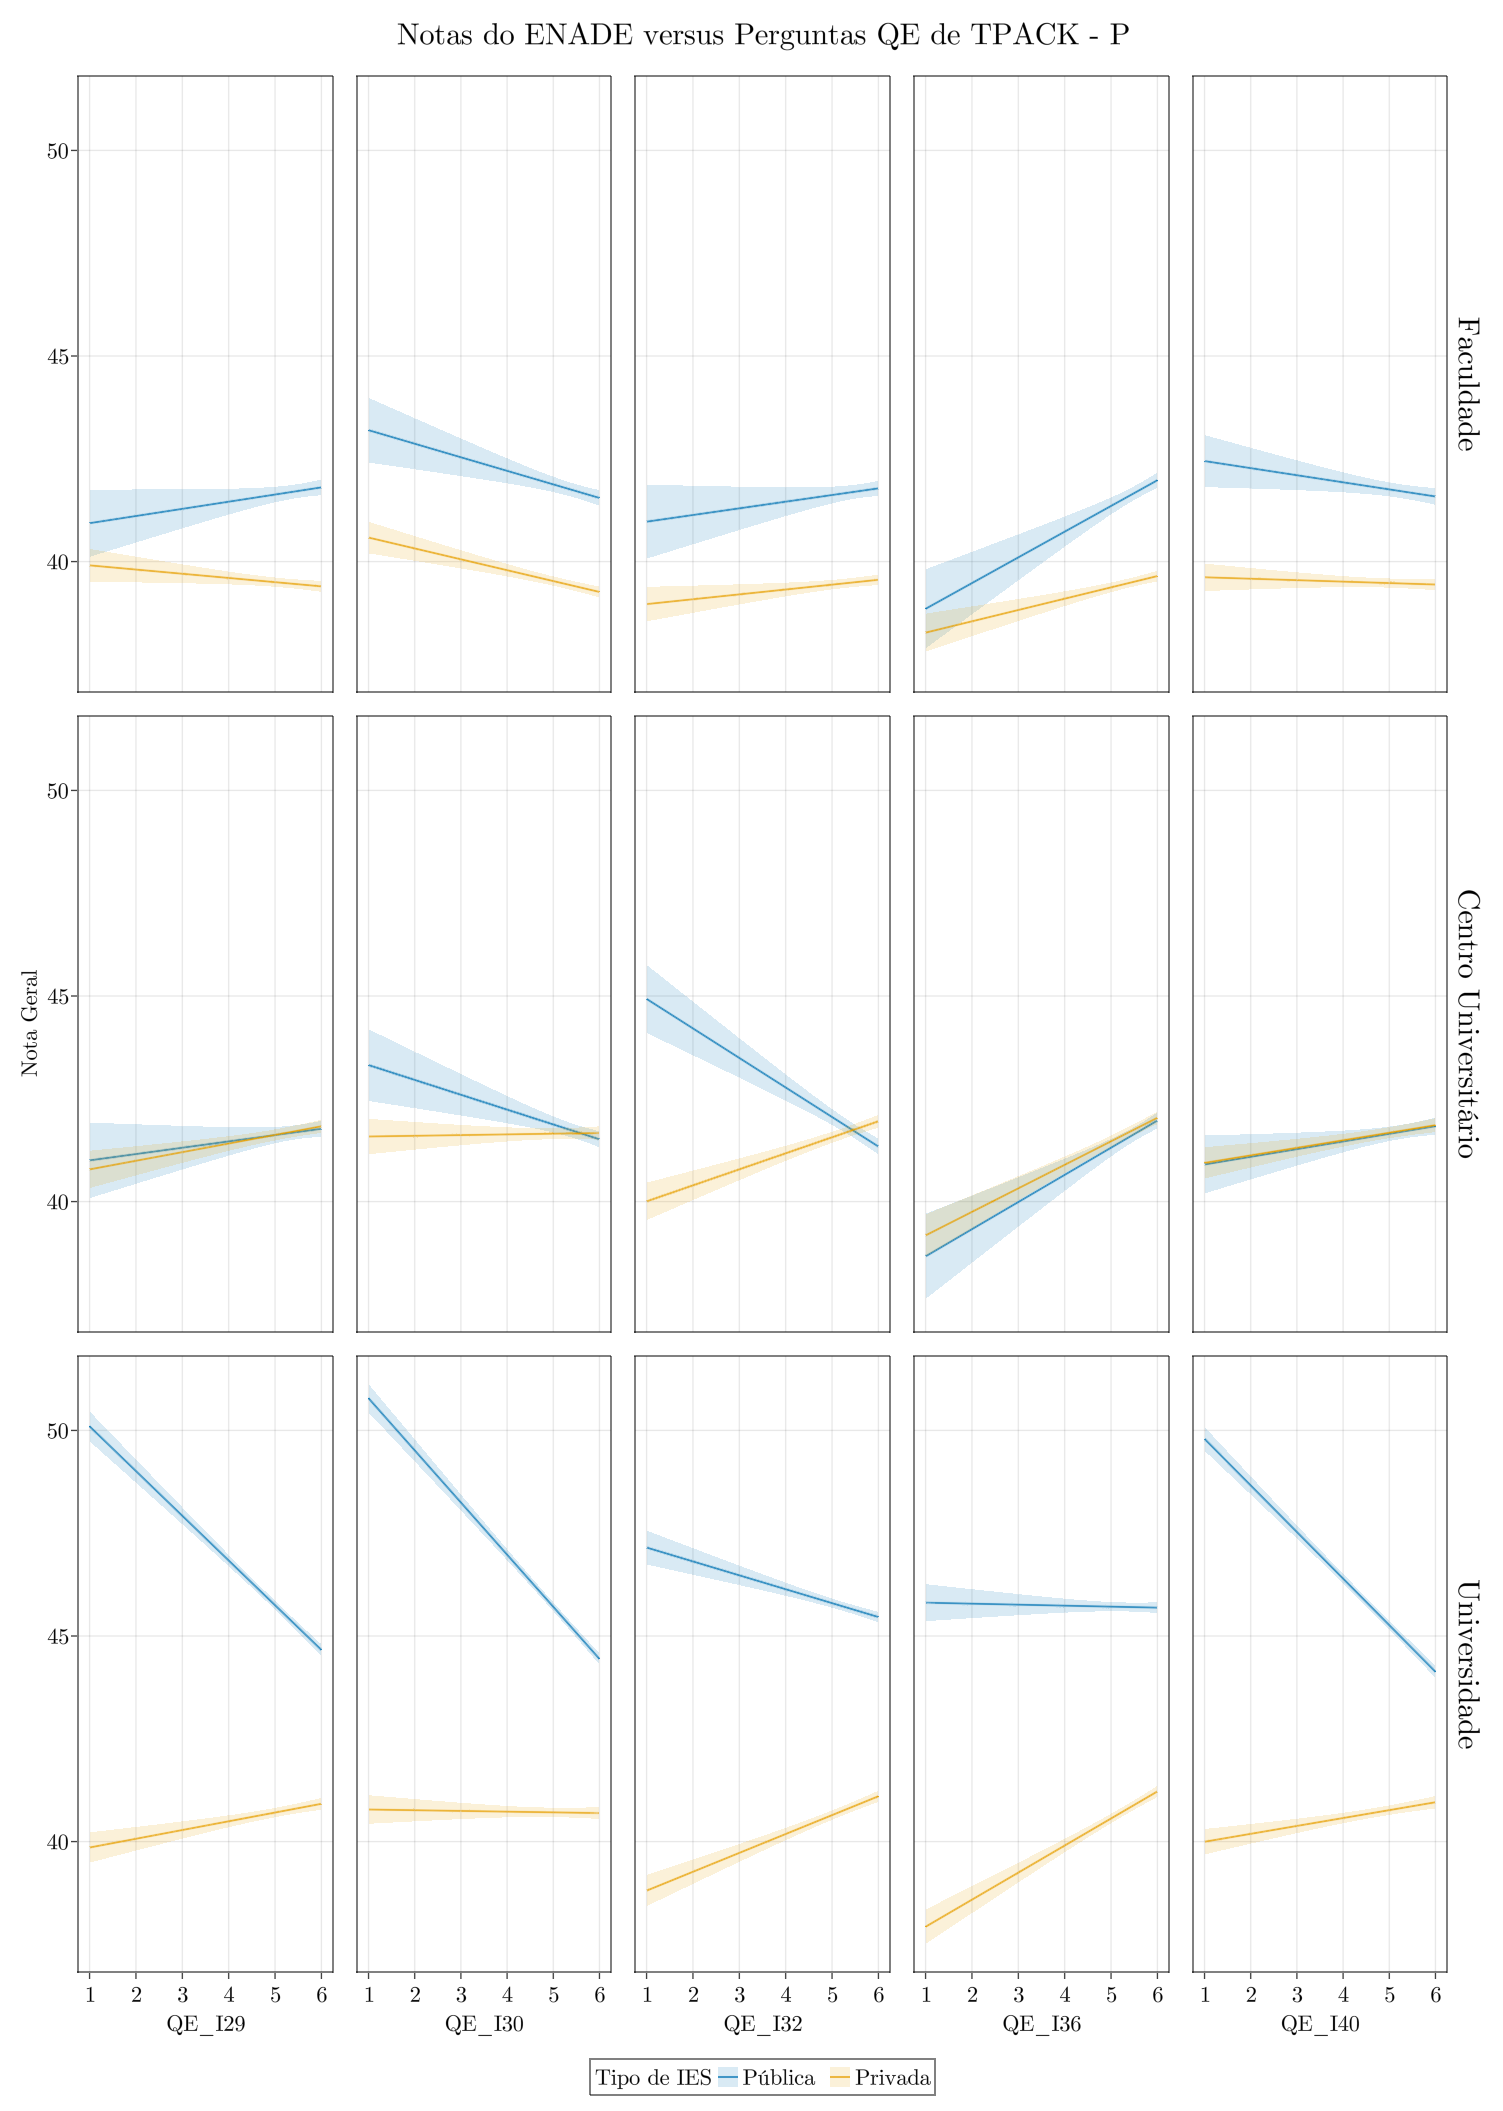 Notas do ENADE versus Perguntas QE de TPACK - P
50
45
40
Faculdade
50
45
40
Nota Geral
Centro Universitário
50
45
40
Universidade
1 2 3 4 5 6
1 2 3 4 5 6
1 2 3 4 5 6
1 2 3 4 5 6
1 2 3 4 5 6
QE_I29
QE_I30
QE_I32
QE_I36
QE_I40
Tipo de IES Pública Privada